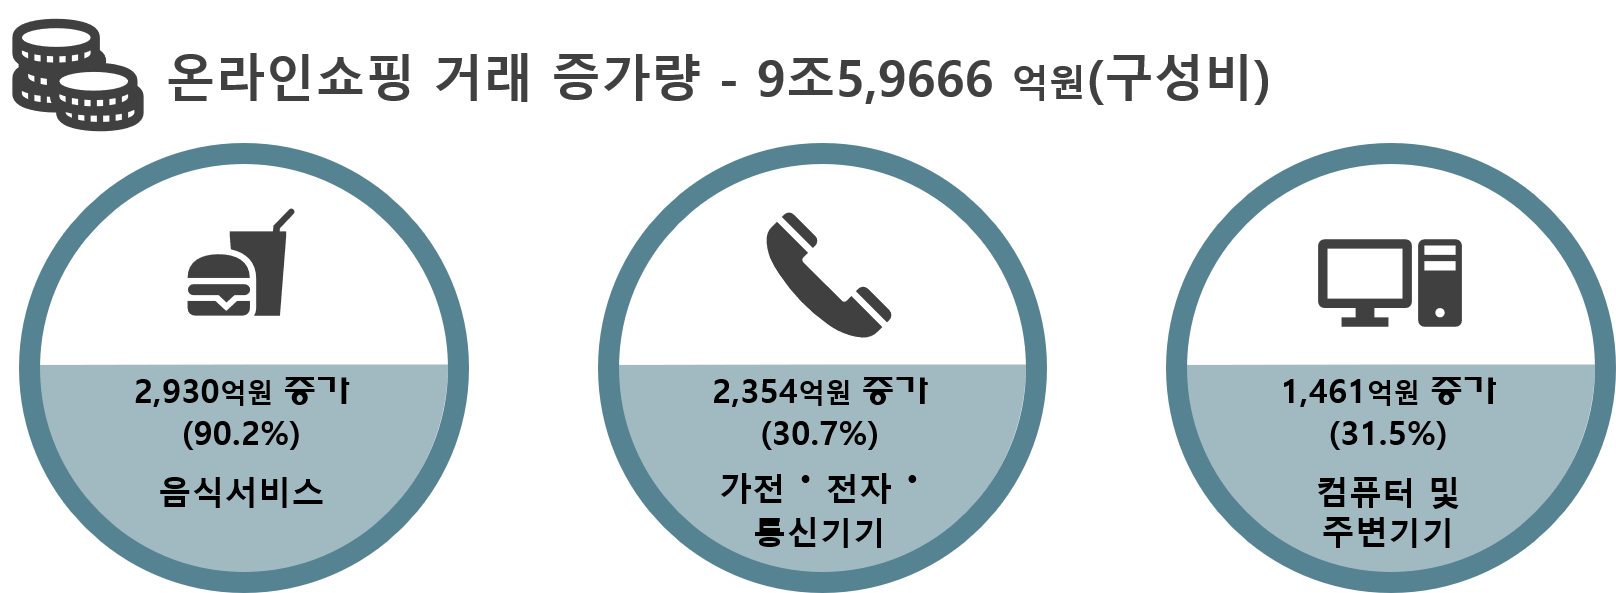 온라인쇼핑 거래 증가량 - 9조5,9666 억원(구성비)
2,930억원 증가
(90.2%)
음식서비스
2,354억원 증가
(30.7%)
가전 · 전자 ·
통신기기
1,461억원 증가
(31.5%)
컴퓨터 및
주변기기